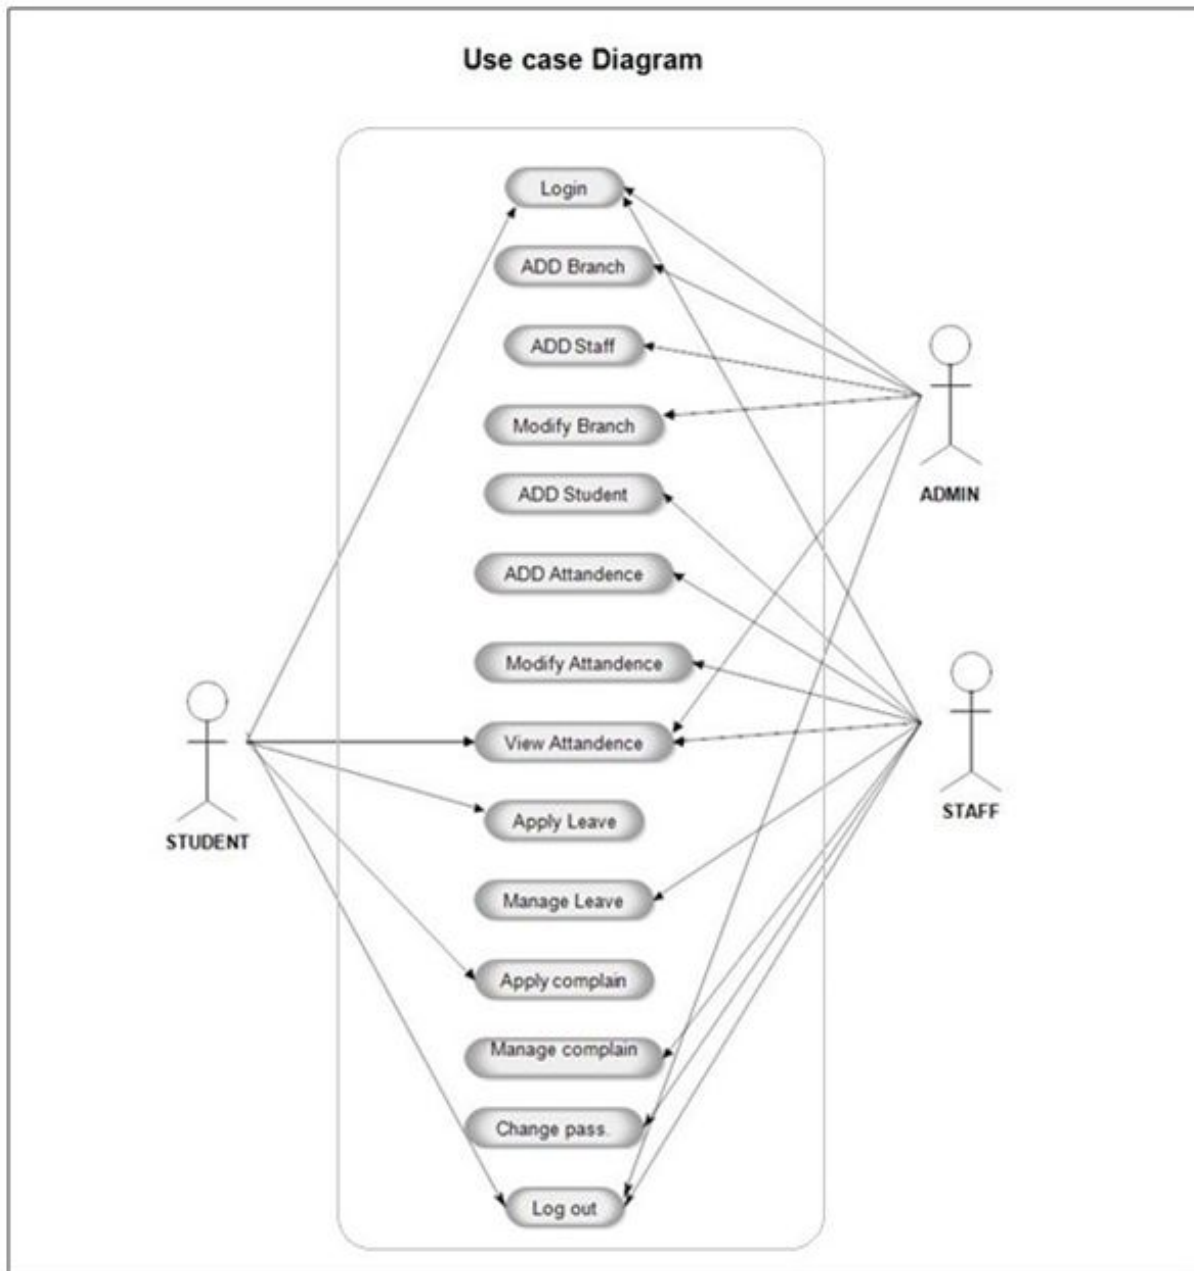 Use case Diagram
Login
ADD Branch
ADD Staff
Modify Branch
ADD Student
ADMIN
ADD Attandence
Modify Attandence
View Attandence
STUDENT
STAFF
Apply Leave
Manage Leave
Apply complain
Manage complain
Change pass.
Log out